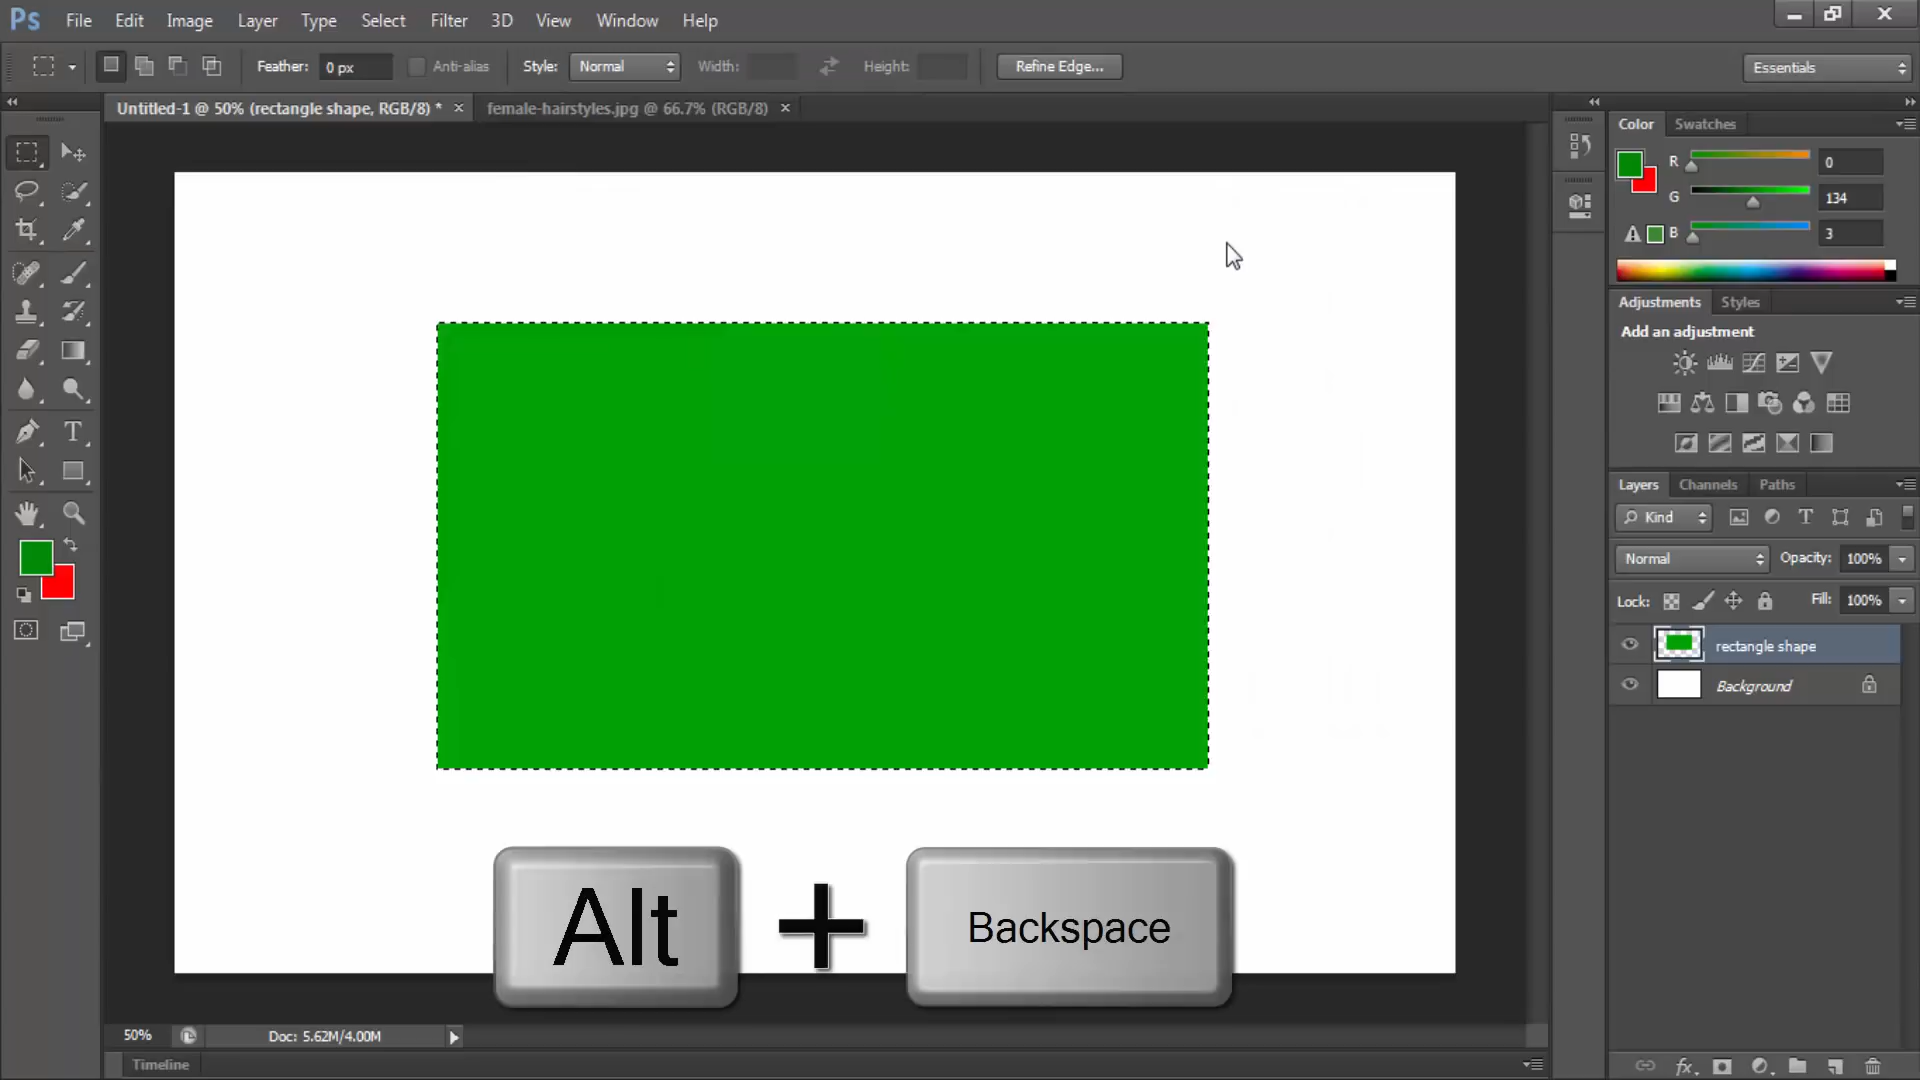 Ps File Edit Image Layer Type Select Filter 3D View Window Help
Feather: 0 px Anti-alias Style: Normal Width: Height: Refine Edge... Essentials
Untitled-1 @ 50% (rectangle shape, RGB/8) * × female-hairstyles.jpg @ 66.7% (RGB/8) ×
Color Swatches
R 0
G 134
B 3
Adjustments Styles
Add an adjustment
Layers Channels Paths
Kind
Normal Opacity: 100%
Lock: Fill: 100%
rectangle shape
Background
Alt + Backspace
50% Doc: 5.62M/4.00M
Timeline